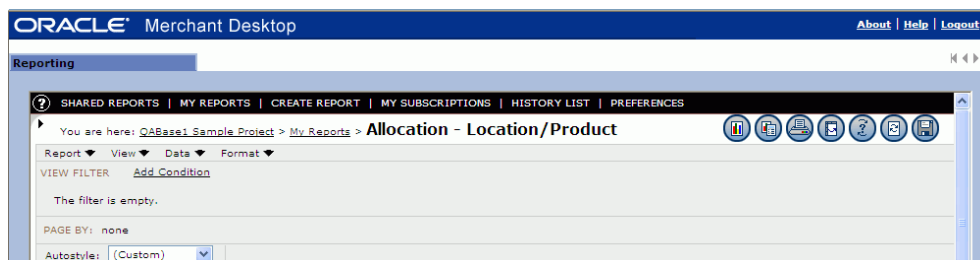 ORACLE® Merchant Desktop About | Help | Logout
Reporting
? SHARED REPORTS | MY REPORTS | CREATE REPORT | MY SUBSCRIPTIONS | HISTORY LIST | PREFERENCES
You are here: QABase1 Sample Project > My Reports > Allocation - Location/Product
Report View Data Format
VIEW FILTER Add Condition
The filter is empty.
PAGE BY: none
Autostyle: (Custom)